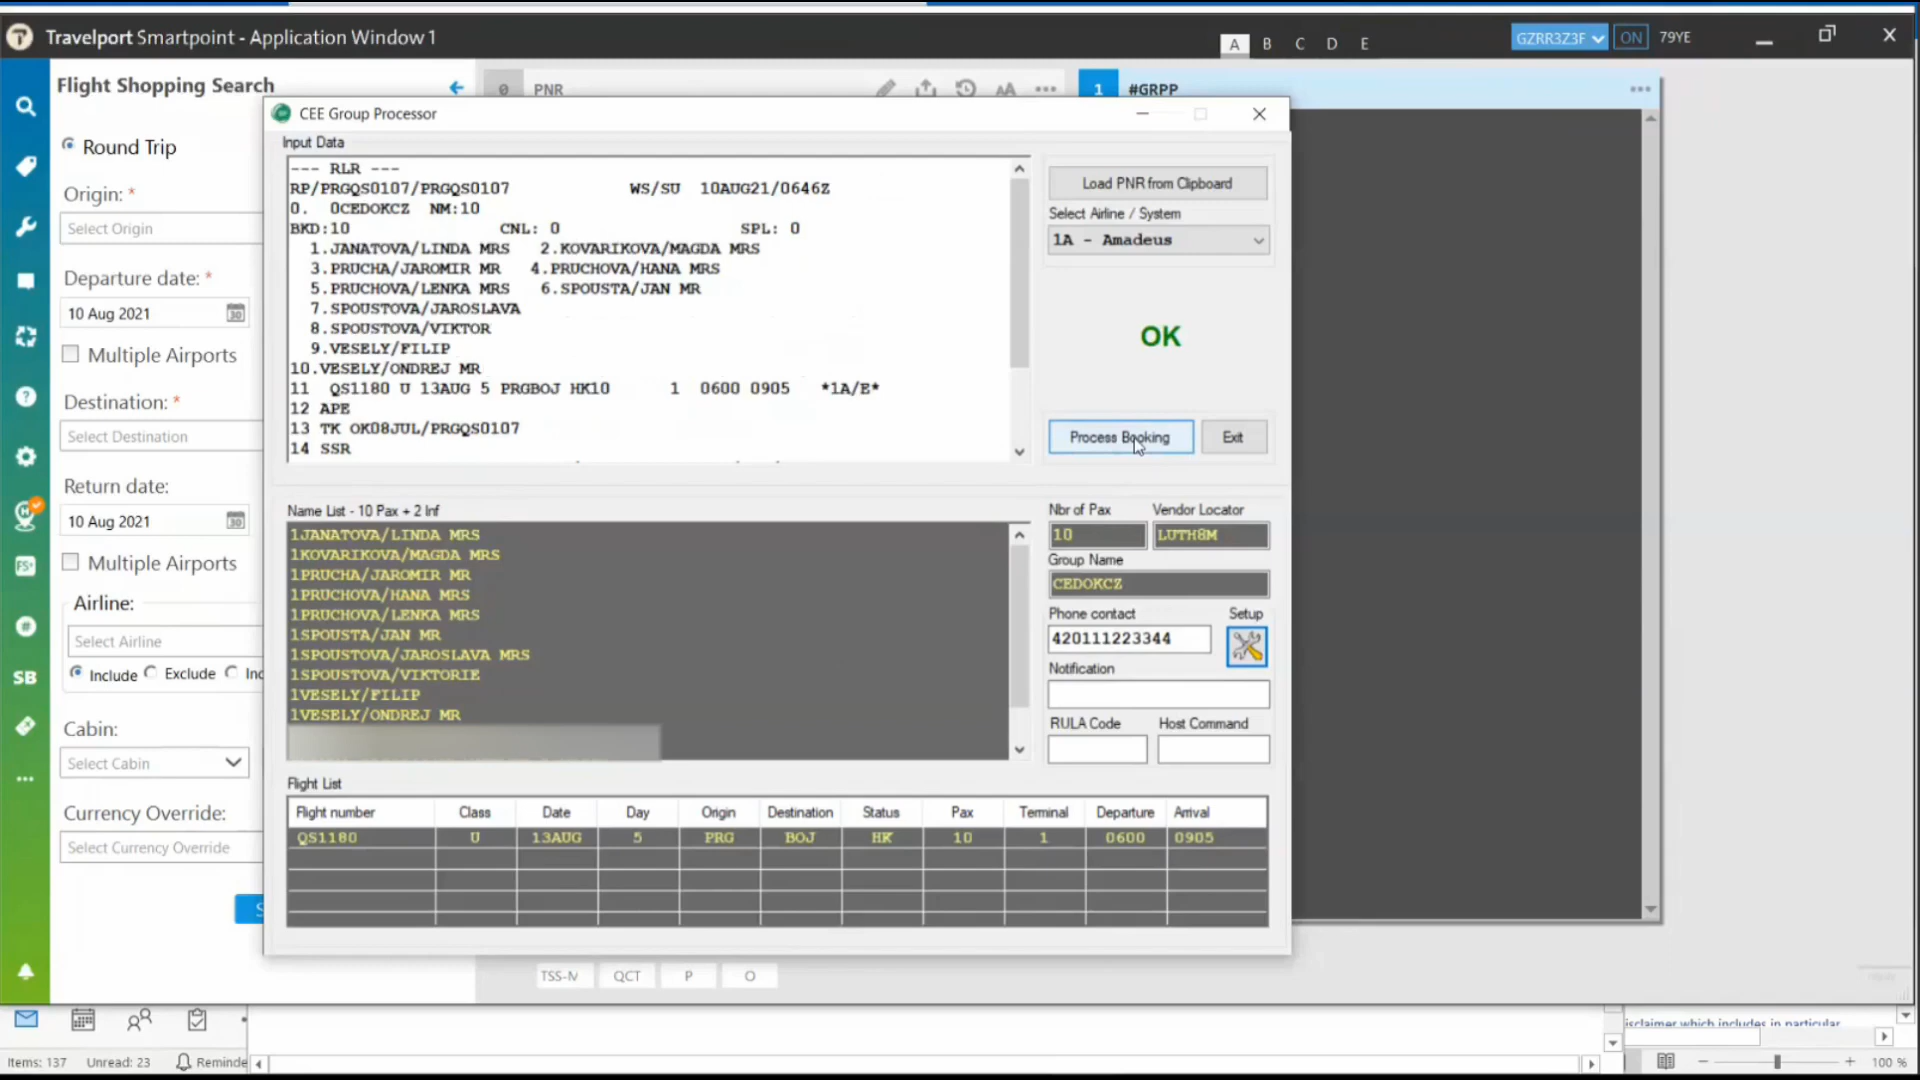 Travelport Smartpoint - Application Window 1
A B C D E
GZRR3Z3F ON 79YE
Flight Shopping Search
0 PNR
1 #GRPP
Round Trip
Origin: *
Select Origin
Departure date: *
10 Aug 2021
Multiple Airports
Destination: *
Select Destination
Return date:
10 Aug 2021
Multiple Airports
Airline:
Select Airline
Include Exclude Inc
Cabin:
Select Cabin
Currency Override:
Select Currency Override
S
FS+
SB
CEE Group Processor
Input Data
--- RLR ---
RP/PRGQS0107/PRGQS0107 WS/SU 10AUG21/0646Z
0. 0CEDOKCZ NM:10
BKD:10 CNL: 0 SPL: 0
1.JANATOVA/LINDA MRS 2.KOVARIKOVA/MAGDA MRS
3.PRUCHA/JAROMIR MR 4.PRUCHOVA/HANA MRS
5.PRUCHOVA/LENKA MRS 6.SPOUSTA/JAN MR
7.SPOUSTOVA/JAROSLAVA
8.SPOUSTOVA/VIKTOR
9.VESELY/FILIP
10.VESELY/ONDREJ MR
11 QS1180 U 13AUG 5 PRGBOJ HK10 1 0600 0905 *1A/E*
12 APE
13 TK OK08JUL/PRGQS0107
14 SSR
Load PNR from Clipboard
Select Airline / System
1A - Amadeus
OK
Process Booking Exit
Name List - 10 Pax + 2 Inf
1JANATOVA/LINDA MRS
1KOVARIKOVA/MAGDA MRS
1PRUCHA/JAROMIR MR
1PRUCHOVA/HANA MRS
1PRUCHOVA/LENKA MRS
1SPOUSTA/JAN MR
1SPOUSTOVA/JAROSLAVA MRS
1SPOUSTOVA/VIKTORIE
1VESELY/FILIP
1VESELY/ONDREJ MR
Nbr of Pax Vendor Locator
10 LUTH8M
Group Name
CEDOKCZ
Phone contact Setup
420111223344
Notification
RULA Code Host Command
Flight List
Flight number Class Date Day Origin Destination Status Pax Terminal Departure Arrival
QS1180 U 13AUG 5 PRG BOJ HK 10 1 0600 0905
TSS-M QCT P O
isclaimer which includes in particular
Items: 137 Unread: 23 Reminde
100 %